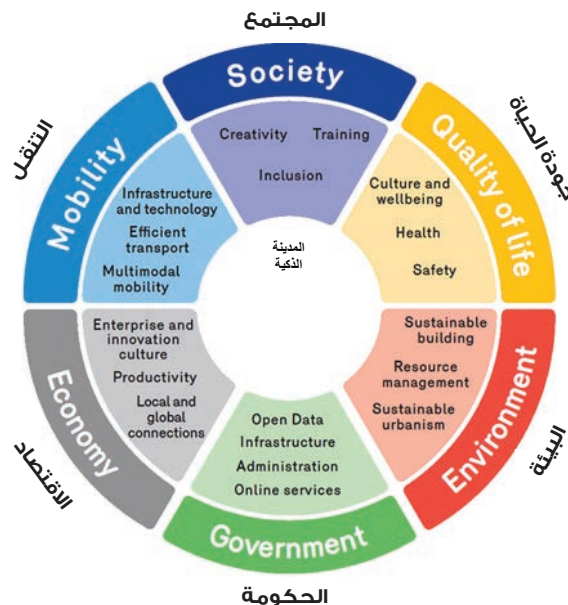 المجتمع
Society
Creativity Training
Inclusion
جودة الحياة
Quality of life
Culture and
wellbeing
Health
Safety
البيئة
Environment
Sustainable
building
Resource
management
Sustainable
urbanism
الحكومة
Government
Open Data
Infrastructure
Administration
Online services
الاقتصاد
Economy
Enterprise and
innovation
culture
Productivity
Local and
global
connections
التنقل
Mobility
Infrastructure
and technology
Efficient
transport
Multimodal
mobility
المدينة
الذكية